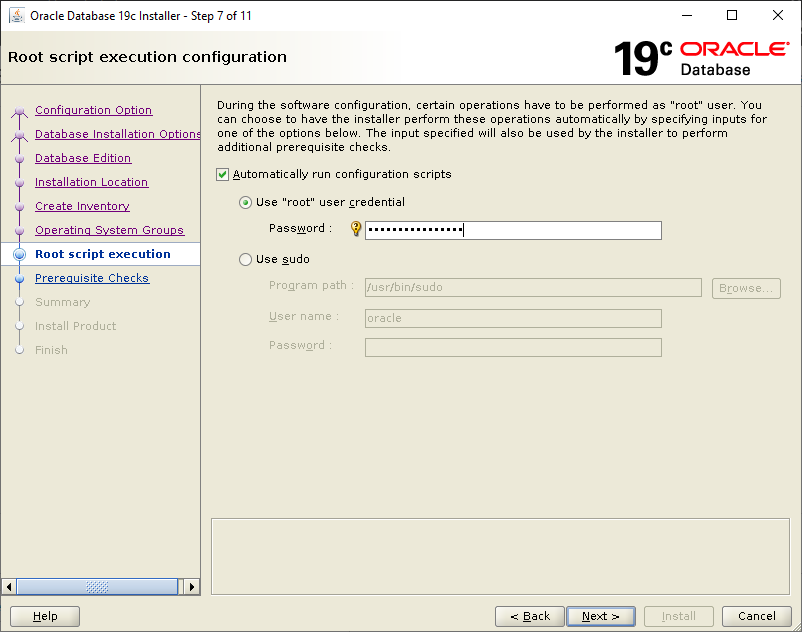 Oracle Database 19c Installer - Step 7 of 11
Root script execution configuration
19c ORACLE
Database
Configuration Option
Database Installation Options
Database Edition
Installation Location
Create Inventory
Operating System Groups
Root script execution
Prerequisite Checks
Summary
Install Product
Finish
During the software configuration, certain operations have to be performed as "root" user. You
can choose to have the installer perform these operations automatically by specifying inputs for
one of the options below. The input specified will also be used by the installer to perform
additional prerequisite checks.
Automatically run configuration scripts
Use "root" user credential
Password :
Use sudo
Program path : /usr/bin/sudo Browse...
User name : oracle
Password :
Help < Back Next > Install Cancel